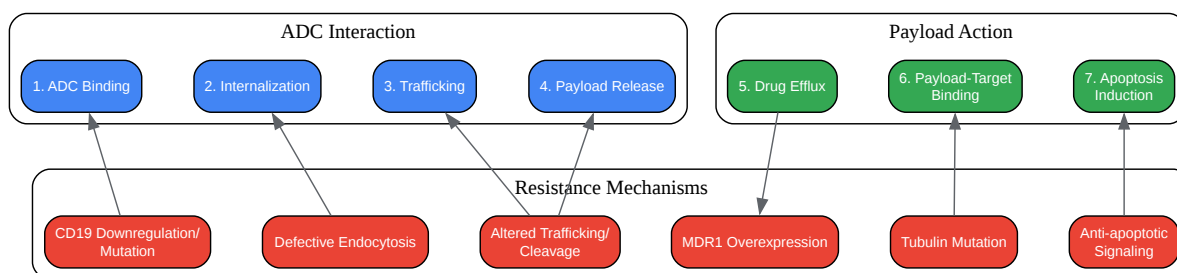 ADC Interaction
Payload Action
1. ADC Binding
2. Internalization
3. Trafficking
4. Payload Release
5. Drug Efflux
6. Payload-Target
Binding
7. Apoptosis
Induction
Resistance Mechanisms
CD19 Downregulation/
Mutation
Defective Endocytosis
Altered Trafficking/
Cleavage
MDR1 Overexpression
Tubulin Mutation
Anti-apoptotic
Signaling